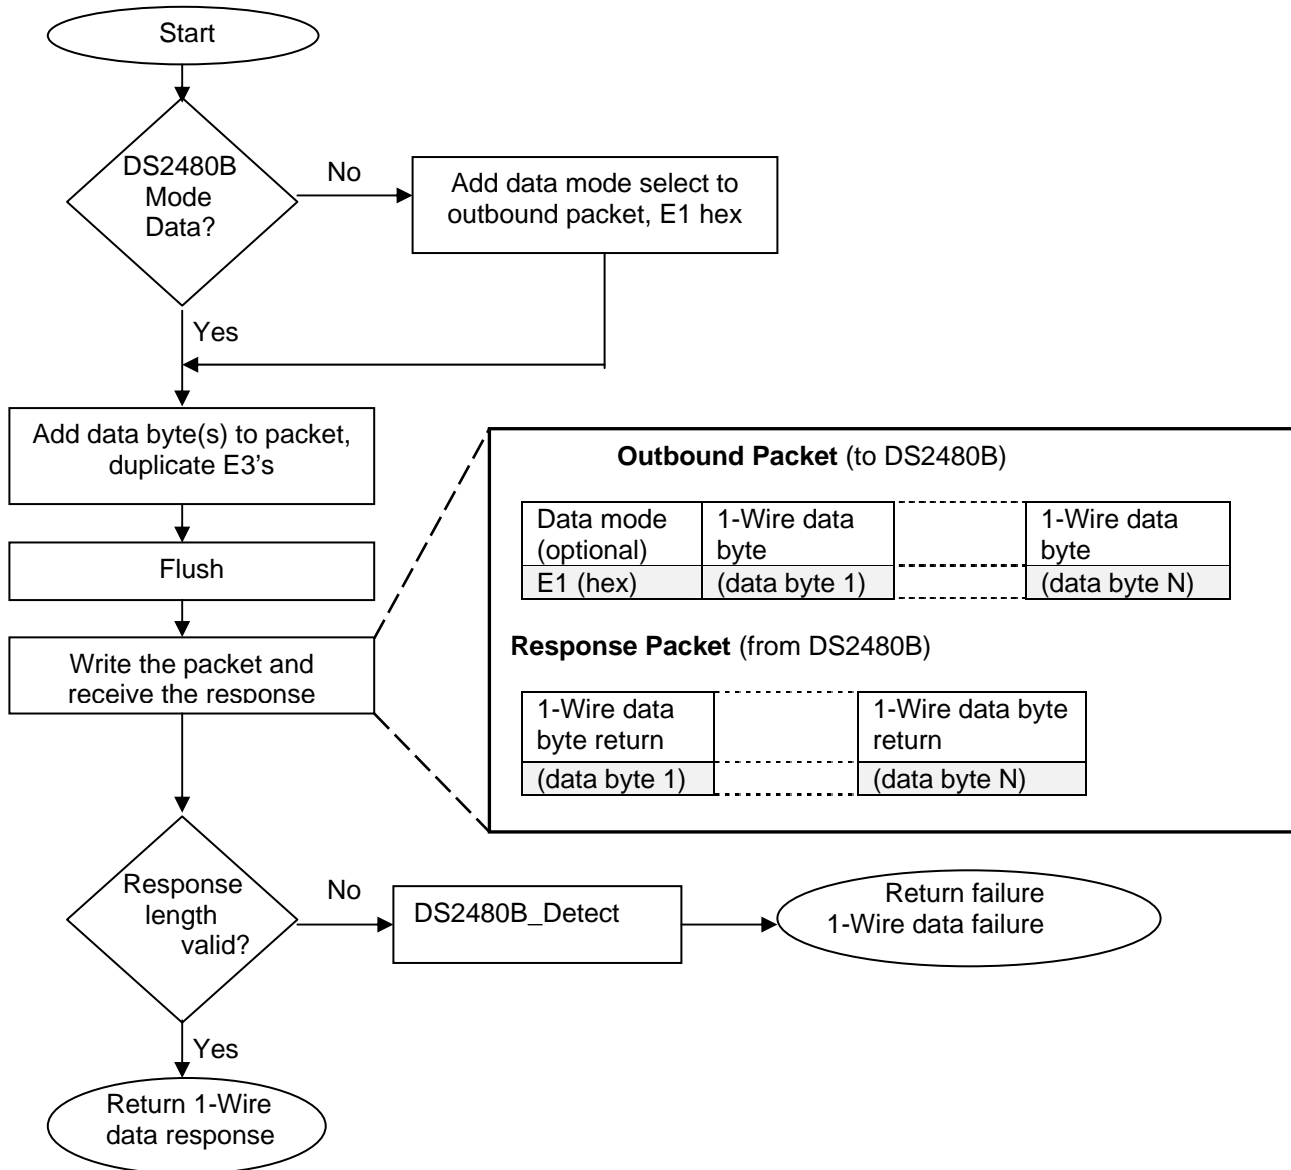 Start
DS2480B
Mode
Data?
No
Add data mode select to
outbound packet, E1 hex
Yes
Add data byte(s) to packet,
duplicate E3's
Flush
Write the packet and
receive the response
Outbound Packet (to DS2480B)
Data mode
(optional)
1-Wire data
byte
1-Wire data
byte
E1 (hex)
(data byte 1)
(data byte N)
Response Packet (from DS2480B)
1-Wire data
byte return
1-Wire data byte
return
(data byte 1)
(data byte N)
Response
length
valid?
No
DS2480B_Detect
Return failure
1-Wire data failure
Yes
Return 1-Wire
data response